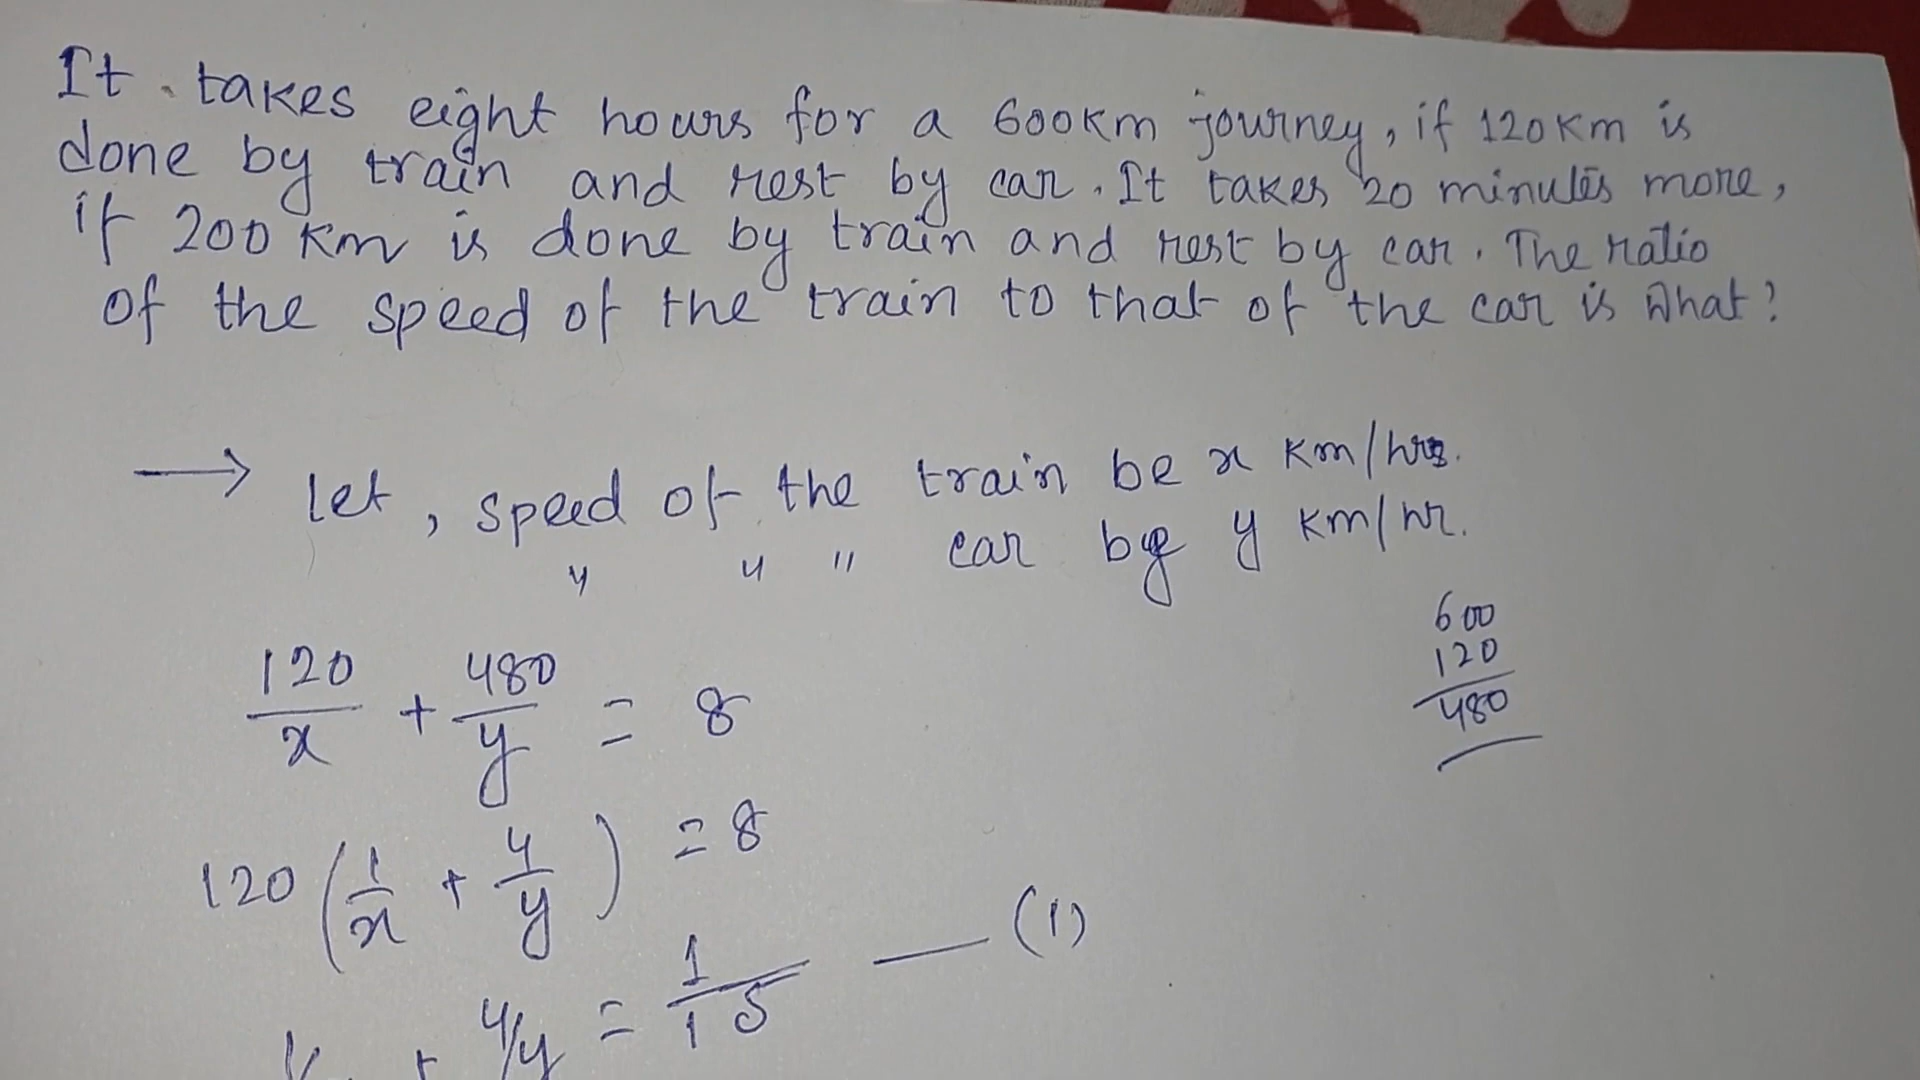 It takes eight hours for a 600km journey, if 120km is
done by train and rest by car. It takes 20 minutes more,
if 200 km is done by train and rest by car. The ratio
of the speed of the train to that of the car is what?
→ let, speed of the train be x km/hr.
" " " car be y km/hr.
600
120
480
120/x + 480/y = 8
120 (1/x + 4/y) = 8
+ 4/y = 1/15 — (1)